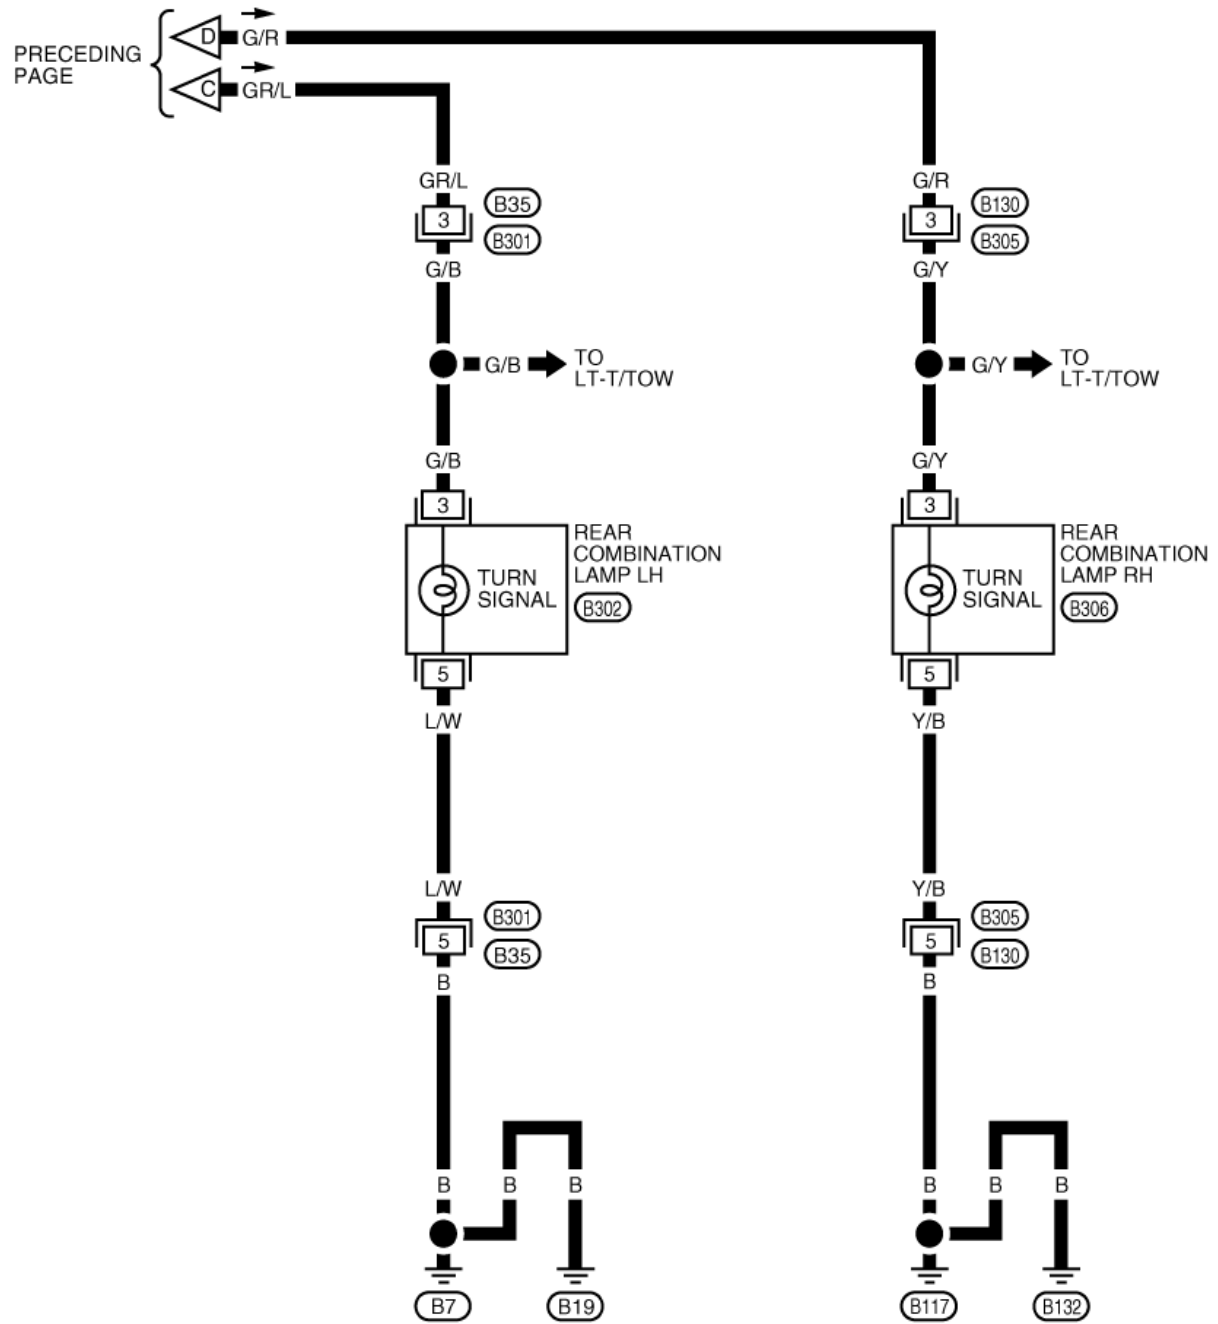 PRECEDING
PAGE
D G/R
C GR/L
GR/L
3
B35
B301
G/B
G/B
TO
LT-T/TOW
G/B
3
TURN
SIGNAL
REAR
COMBINATION
LAMP LH
B302
5
L/W
L/W
5
B301
B35
B
B B B
B7 B19
G/R
3
B130
B305
G/Y
G/Y
TO
LT-T/TOW
G/Y
3
TURN
SIGNAL
REAR
COMBINATION
LAMP RH
B306
5
Y/B
Y/B
5
B305
B130
B
B B B
B117 B132